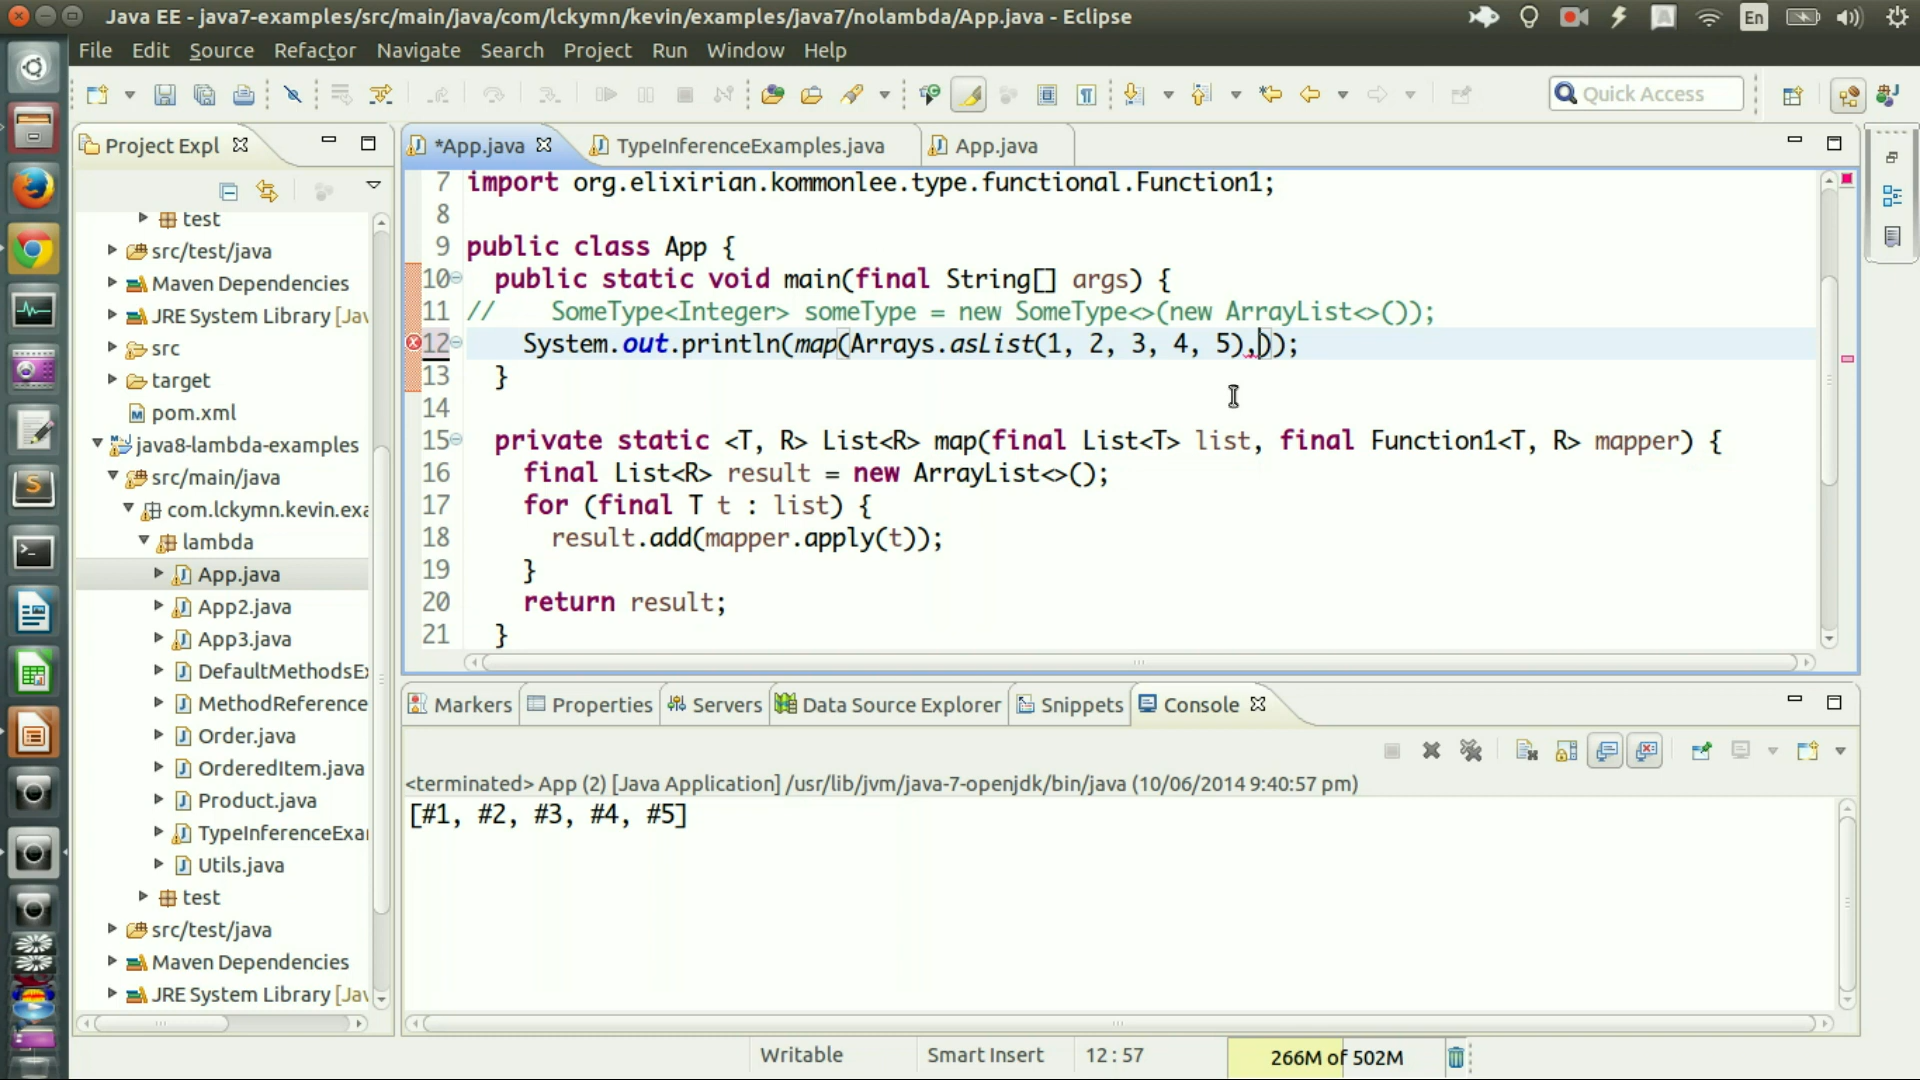 Java EE - java7-examples/src/main/java/com/lckymn/kevin/examples/java7/nolambda/App.java - Eclipse
En
File Edit Source Refactor Navigate Search Project Run Window Help
Quick Access
Project Expl
*App.java TypeInferenceExamples.java App.java
test
src/test/java
Maven Dependencies
JRE System Library [Jav
src
target
pom.xml
java8-lambda-examples
src/main/java
com.lckymn.kevin.exa
lambda
App.java
App2.java
App3.java
DefaultMethodsEx
MethodReference
Order.java
OrderedItem.java
Product.java
TypeInferenceExar
Utils.java
test
src/test/java
Maven Dependencies
JRE System Library [Jav
7 import org.elixirian.kommonlee.type.functional.Function1;
8
9 public class App {
10 public static void main(final String[] args) {
11 // SomeType<Integer> someType = new SomeType<>(new ArrayList<>());
12 System.out.println(map(Arrays.asList(1, 2, 3, 4, 5),));
13 }
14
15 private static <T, R> List<R> map(final List<T> list, final Function1<T, R> mapper) {
16 final List<R> result = new ArrayList<>();
17 for (final T t : list) {
18 result.add(mapper.apply(t));
19 }
20 return result;
21 }
Markers Properties Servers Data Source Explorer Snippets Console
<terminated> App (2) [Java Application] /usr/lib/jvm/java-7-openjdk/bin/java (10/06/2014 9:40:57 pm)
[#1, #2, #3, #4, #5]
Writable Smart Insert 12 : 57 266M of 502M